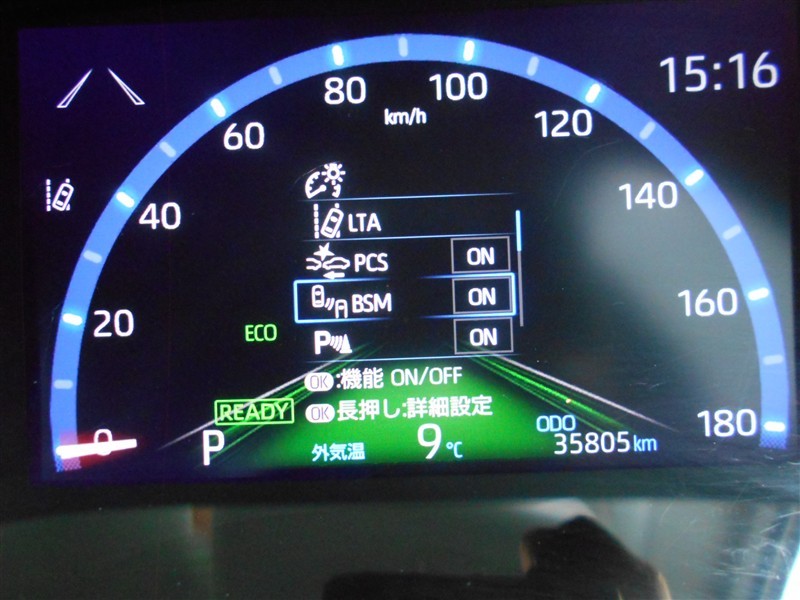 15:16
80
100
km/h
60
120
40
140
LTA
PCS ON
BSM ON
20
160
ECO
P ON
OK:機能 ON/OFF
READY
OK長押し:詳細設定
0
P
外気温 9℃
ODO
35805km
180